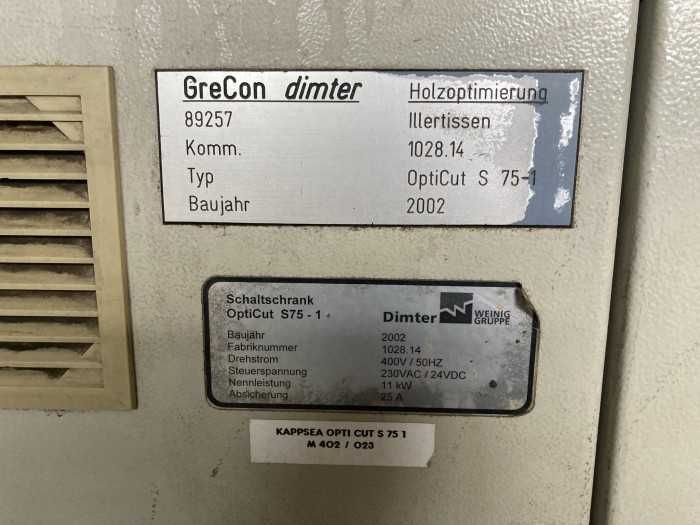 GreCon dimter Holzoptimierung
89257 Illertissen
Komm. 1028.14
Typ OptiCut S 75-1
Baujahr 2002
Schaltschrank
OptiCut S75 - 1
Dimter WEINIG GRUPPE
Baujahr 2002
Fabriknummer 1028.14
Drehstrom 400V / 50HZ
Steuerspannung 230VAC / 24VDC
Nennleistung 11 kW
Absicherung 25 A
KAPPSEA OPTI CUT S 75 1
M 402 / 023